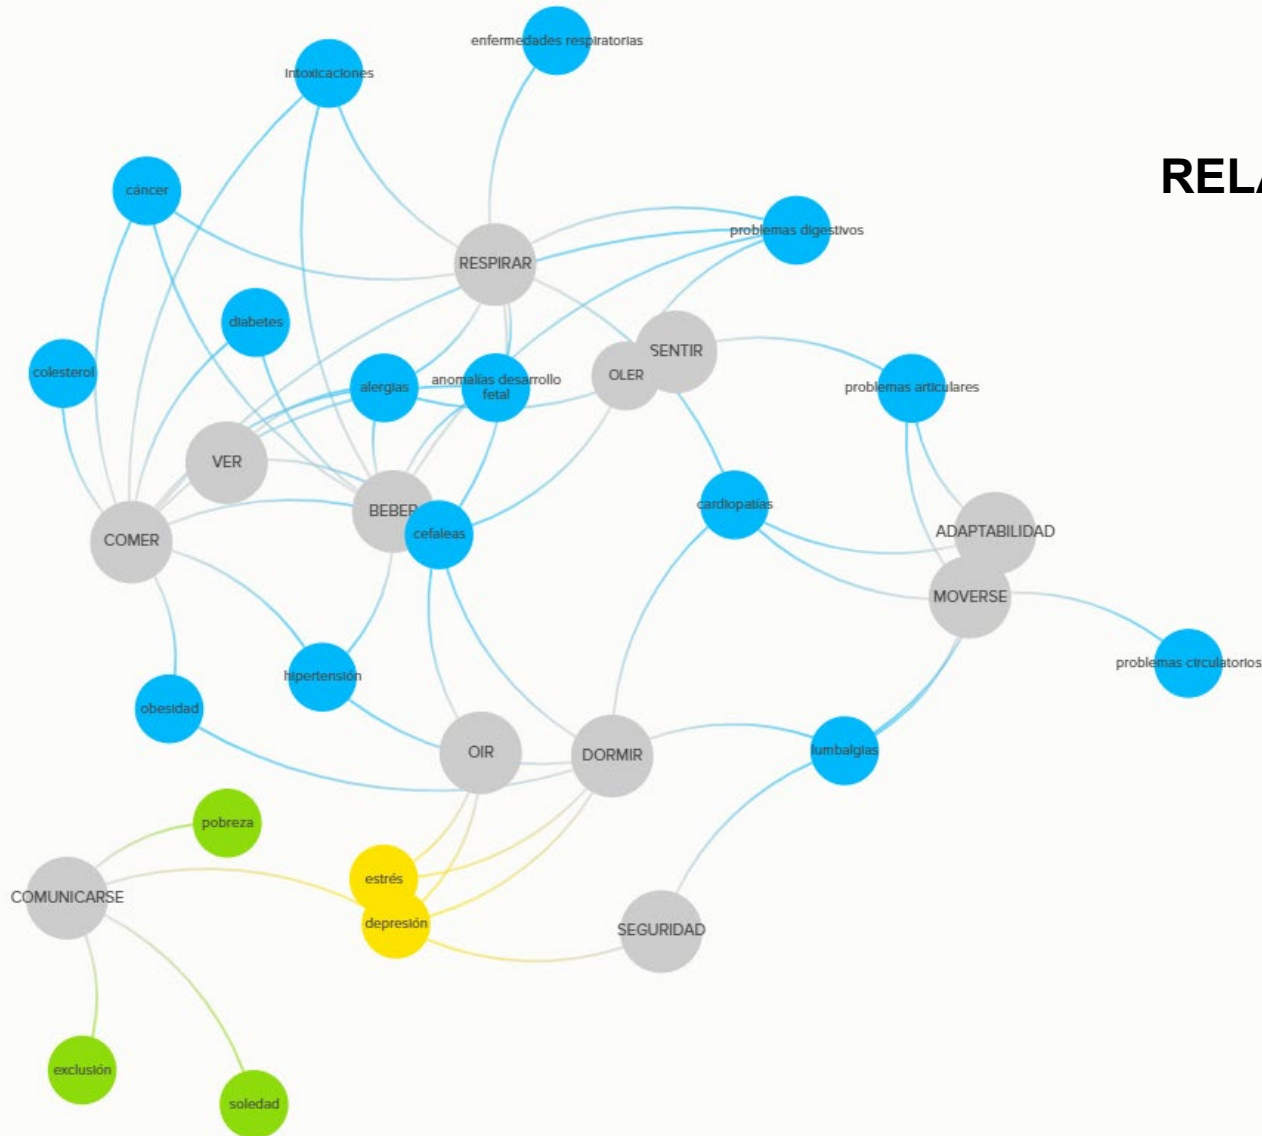 enfermedades respiratorias
intoxicaciones
RELA
cáncer
problemas digestivos
RESPIRAR
diabetes
SENTIR
colesterol
OLER
alergias
anomalías desarrollo
fetal
problemas articulares
VER
BEBER
cardiopatías
cefaleas
ADAPTABILIDAD
COMER
MOVERSE
problemas circulatorios
hipertensión
obesidad
OIR
DORMIR
lumbalgias
pobreza
estrés
COMUNICARSE
depresión
SEGURIDAD
exclusión
soledad